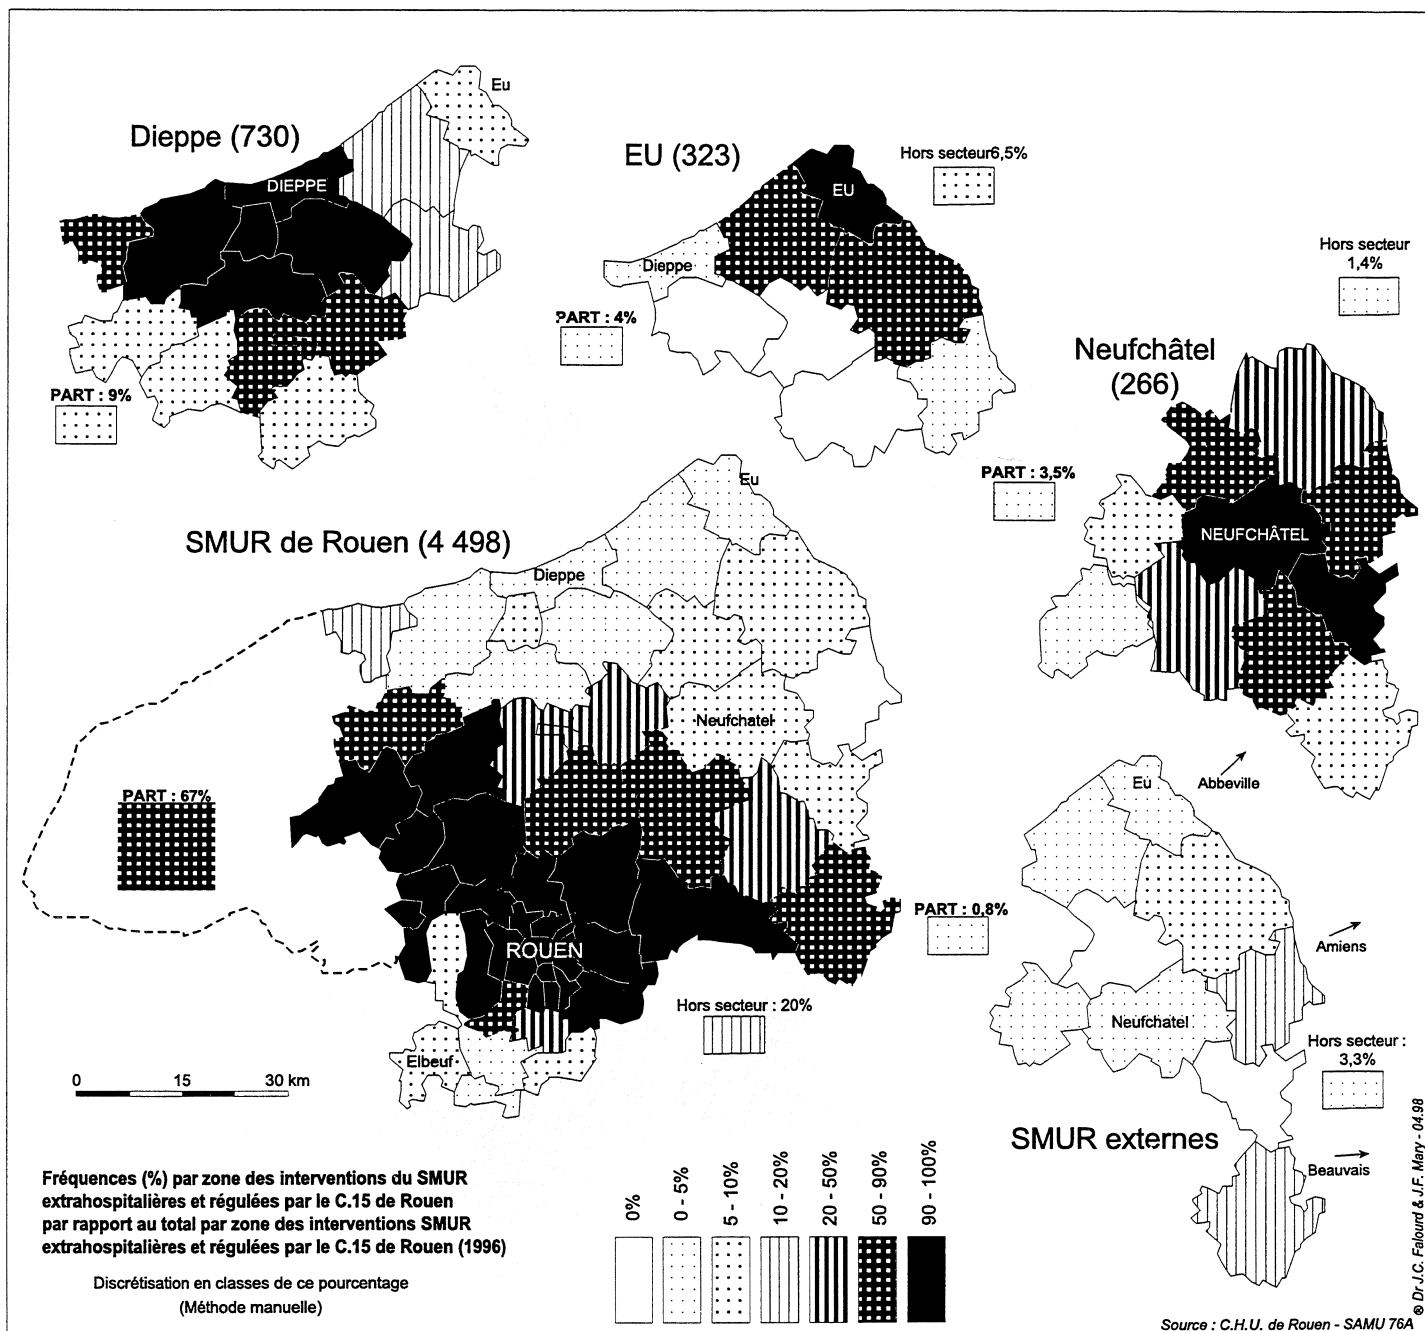 Dieppe (730)
Eu
DIEPPE
PART : 9%
EU (323)
EU
Hors secteur6,5%
Dieppe
PART : 4%
Hors secteur
1,4%
Neufchâtel
(266)
PART : 3,5%
NEUFCHÂTEL
SMUR de Rouen (4 498)
Eu
Dieppe
Neufchatel
PART : 67%
ROUEN
Elbeuf
Hors secteur : 20%
0 15 30 km
PART : 0,8%
Abbeville
Eu
Amiens
Neufchatel
Hors secteur :
3,3%
SMUR externes
Beauvais
Fréquences (%) par zone des interventions du SMUR
extrahospitalières et régulées par le C.15 de Rouen
par rapport au total par zone des interventions SMUR
extrahospitalières et régulées par le C.15 de Rouen (1996)
Discrétisation en classes de ce pourcentage
(Méthode manuelle)
0%
0 - 5%
5 - 10%
10 - 20%
20 - 50%
50 - 90%
90 - 100%
Source : C.H.U. de Rouen - SAMU 76A
® Dr J.C. Falourd & J.F. Mary - 04.98